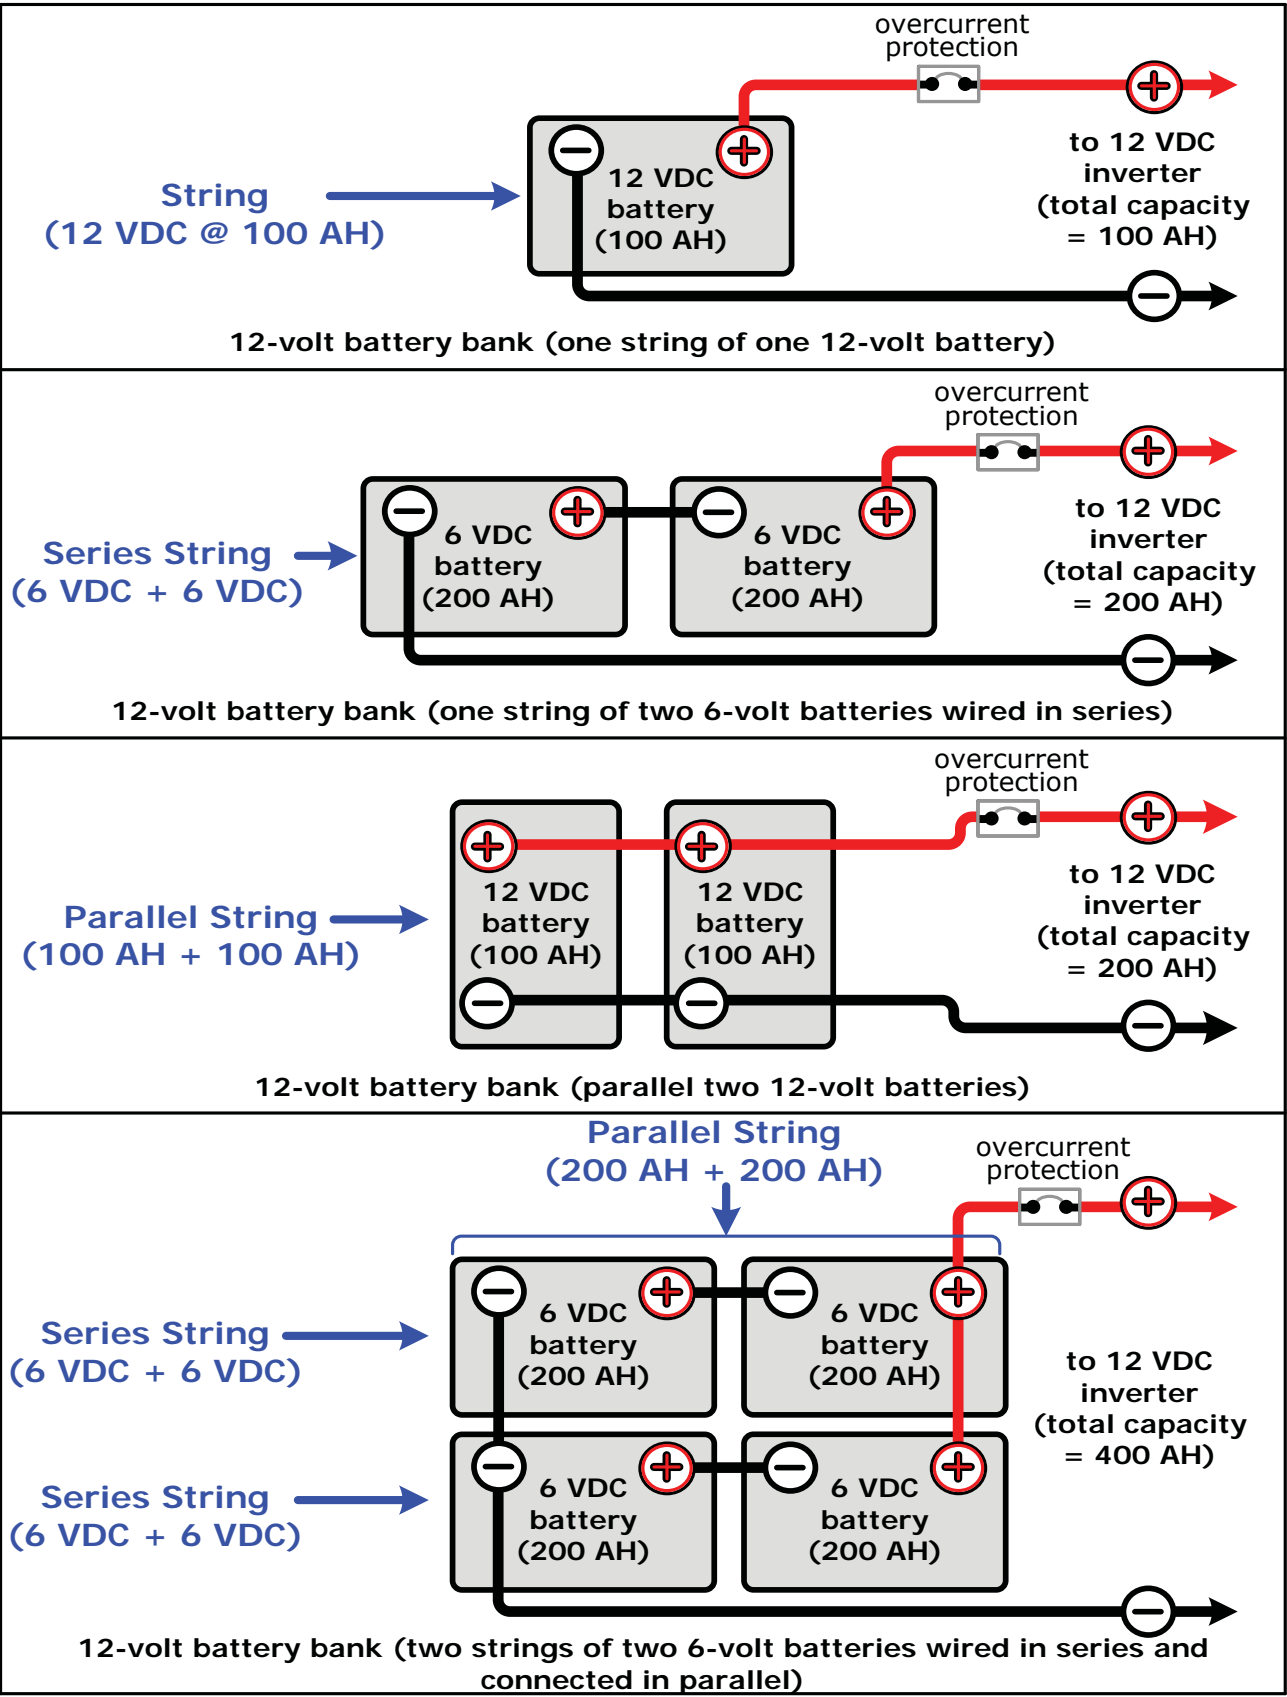 overcurrent
protection
String
(12 VDC @ 100 AH)
12 VDC
battery
(100 AH)
to 12 VDC
inverter
(total capacity
= 100 AH)
12-volt battery bank (one string of one 12-volt battery)
overcurrent
protection
Series String
(6 VDC + 6 VDC)
6 VDC
battery
(200 AH)
6 VDC
battery
(200 AH)
to 12 VDC
inverter
(total capacity
= 200 AH)
12-volt battery bank (one string of two 6-volt batteries wired in series)
overcurrent
protection
Parallel String
(100 AH + 100 AH)
12 VDC
battery
(100 AH)
12 VDC
battery
(100 AH)
to 12 VDC
inverter
(total capacity
= 200 AH)
12-volt battery bank (parallel two 12-volt batteries)
Parallel String
(200 AH + 200 AH)
overcurrent
protection
Series String
(6 VDC + 6 VDC)
6 VDC
battery
(200 AH)
6 VDC
battery
(200 AH)
to 12 VDC
inverter
(total capacity
= 400 AH)
Series String
(6 VDC + 6 VDC)
6 VDC
battery
(200 AH)
6 VDC
battery
(200 AH)
12-volt battery bank (two strings of two 6-volt batteries wired in series and
connected in parallel)